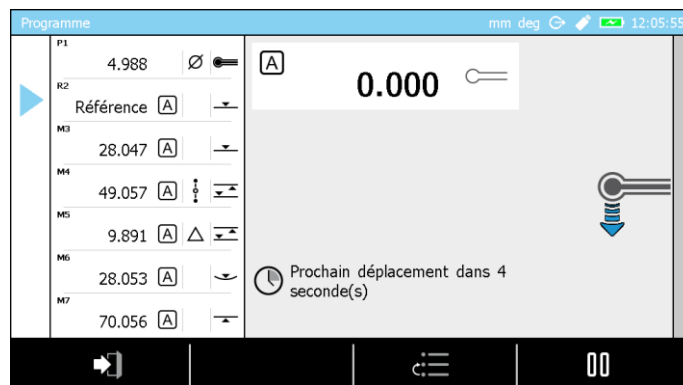 Programme mm deg 12:05:55
P1
4.988 Ø
R2
Référence A
M3
28.047 A
M4
49.057 A
M5
9.891 A
M6
28.053 A
M7
70.056 A
A
0.000
Prochain déplacement dans 4
seconde(s)